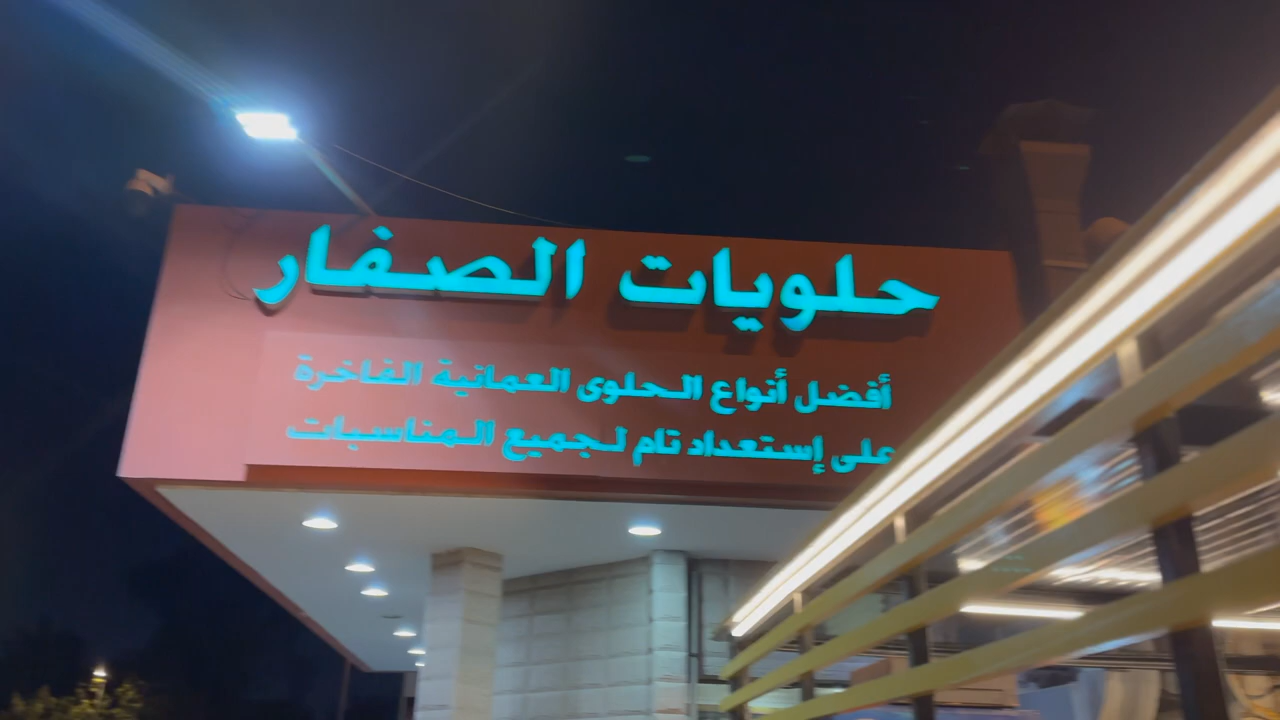 حلويات الصفار
أفضل أنواع الحلوى العمانية الفاخرة
على إستعداد تام لجميع المناسبات